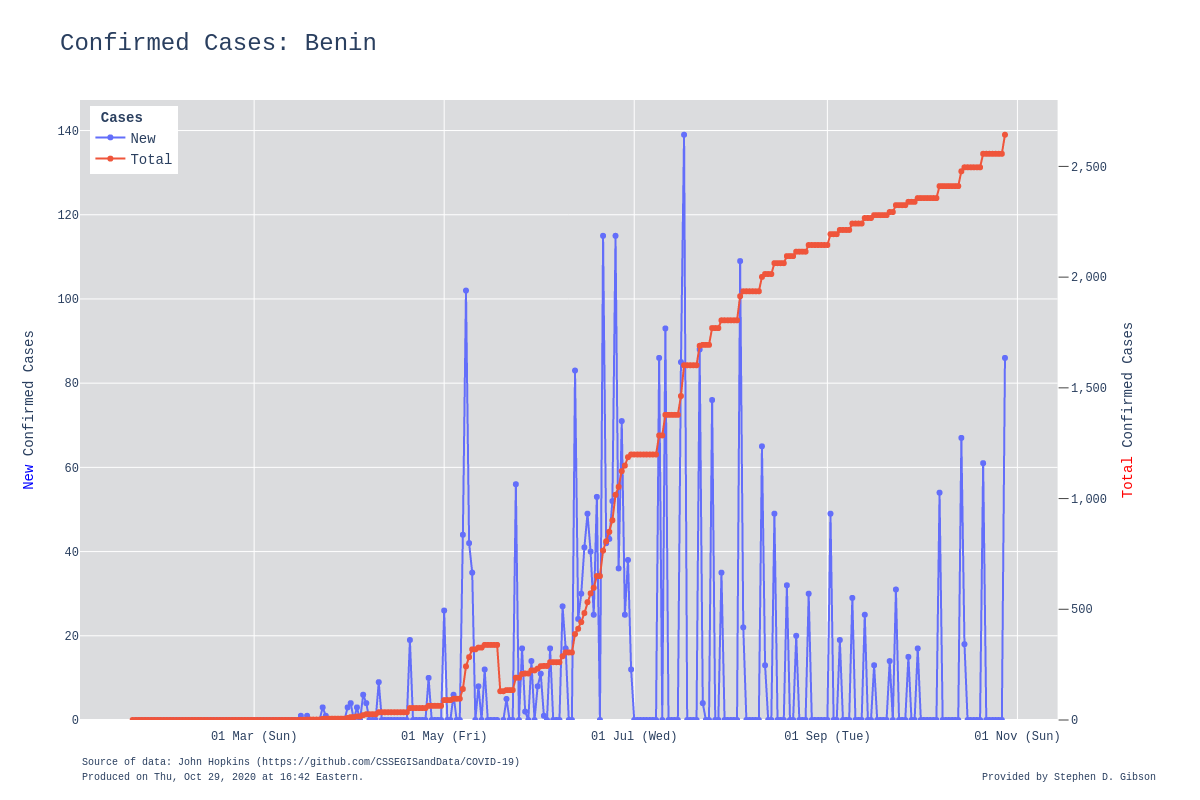 Confirmed Cases: Benin
Cases
New
Total
140
120
100
80
60
40
20
0
2,500
2,000
1,500
1,000
500
0
New Confirmed Cases
Total Confirmed Cases
01 Mar (Sun)
01 May (Fri)
01 Jul (Wed)
01 Sep (Tue)
01 Nov (Sun)
Source of data: John Hopkins (https://github.com/CSSEGISandData/COVID-19)
Produced on Thu, Oct 29, 2020 at 16:42 Eastern.
Provided by Stephen D. Gibson